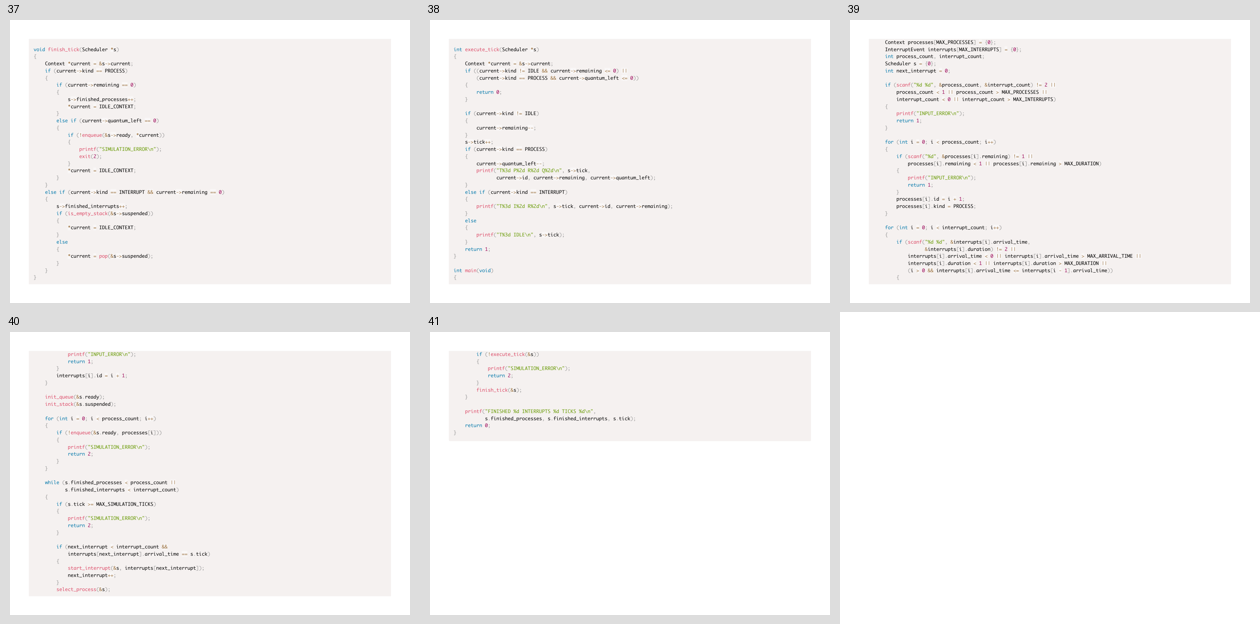 37
void finish_tick(Scheduler *s)
{
    Context *current = &s->current;
    if (current->kind == PROCESS)
    {
        if (current->remaining == 0)
        {
            s->finished_processes++;
            *current = IDLE_CONTEXT;
        }
        else if (current->quantum_left == 0)
        {
            if (!enqueue(&s->ready, *current))
            {
                printf("SIMULATION_ERROR\n");
                exit(2);
            }
            *current = IDLE_CONTEXT;
        }
    }
    else if (current->kind == INTERRUPT && current->remaining == 0)
    {
        s->finished_interrupts++;
        if (is_empty_stack(&s->suspended))
        {
            *current = IDLE_CONTEXT;
        }
        else
        {
            *current = pop(&s->suspended);
        }
    }
}
38
int execute_tick(Scheduler *s)
{
    Context *current = &s->current;
    if ((current->kind != IDLE && current->remaining <= 0) ||
        (current->kind == PROCESS && current->quantum_left <= 0))
    {
        return 0;
    }

    if (current->kind != IDLE)
    {
        current->remaining--;
    }
    s->tick++;
    if (current->kind == PROCESS)
    {
        current->quantum_left--;
        printf("T%3d P%2d R%2d Q%2d\n", s->tick,
               current->id, current->remaining, current->quantum_left);
    }
    else if (current->kind == INTERRUPT)
    {
        printf("T%3d I%2d R%2d\n", s->tick, current->id, current->remaining);
    }
    else
    {
        printf("T%3d IDLE\n", s->tick);
    }
    return 1;
}

int main(void)
{
39
    Context processes[MAX_PROCESSES] = {0};
    InterruptEvent interrupts[MAX_INTERRUPTS] = {0};
    int process_count, interrupt_count;
    Scheduler s = {0};
    int next_interrupt = 0;

    if (scanf("%d %d", &process_count, &interrupt_count) != 2 ||
        process_count < 1 || process_count > MAX_PROCESSES ||
        interrupt_count < 0 || interrupt_count > MAX_INTERRUPTS)
    {
        printf("INPUT_ERROR\n");
        return 1;
    }

    for (int i = 0; i < process_count; i++)
    {
        if (scanf("%d", &processes[i].remaining) != 1 ||
            processes[i].remaining < 1 || processes[i].remaining > MAX_DURATION)
        {
            printf("INPUT_ERROR\n");
            return 1;
        }
        processes[i].id = i + 1;
        processes[i].kind = PROCESS;
    }

    for (int i = 0; i < interrupt_count; i++)
    {
        if (scanf("%d %d", &interrupts[i].arrival_time,
                  &interrupts[i].duration) != 2 ||
            interrupts[i].arrival_time < 0 || interrupts[i].arrival_time > MAX_ARRIVAL_TIME ||
            interrupts[i].duration < 1 || interrupts[i].duration > MAX_DURATION ||
            (i > 0 && interrupts[i].arrival_time <= interrupts[i - 1].arrival_time))
        {
40
            printf("INPUT_ERROR\n");
            return 1;
        }
        interrupts[i].id = i + 1;
    }

    init_queue(&s.ready);
    init_stack(&s.suspended);

    for (int i = 0; i < process_count; i++)
    {
        if (!enqueue(&s.ready, processes[i]))
        {
            printf("SIMULATION_ERROR\n");
            return 2;
        }
    }

    while (s.finished_processes < process_count ||
           s.finished_interrupts < interrupt_count)
    {
        if (s.tick >= MAX_SIMULATION_TICKS)
        {
            printf("SIMULATION_ERROR\n");
            return 2;
        }

        if (next_interrupt < interrupt_count &&
            interrupts[next_interrupt].arrival_time == s.tick)
        {
            start_interrupt(&s, interrupts[next_interrupt]);
            next_interrupt++;
        }
        select_process(&s);
41
        if (!execute_tick(&s))
        {
            printf("SIMULATION_ERROR\n");
            return 2;
        }
        finish_tick(&s);
    }

    printf("FINISHED %d INTERRUPTS %d TICKS %d\n",
           s.finished_processes, s.finished_interrupts, s.tick);
    return 0;
}